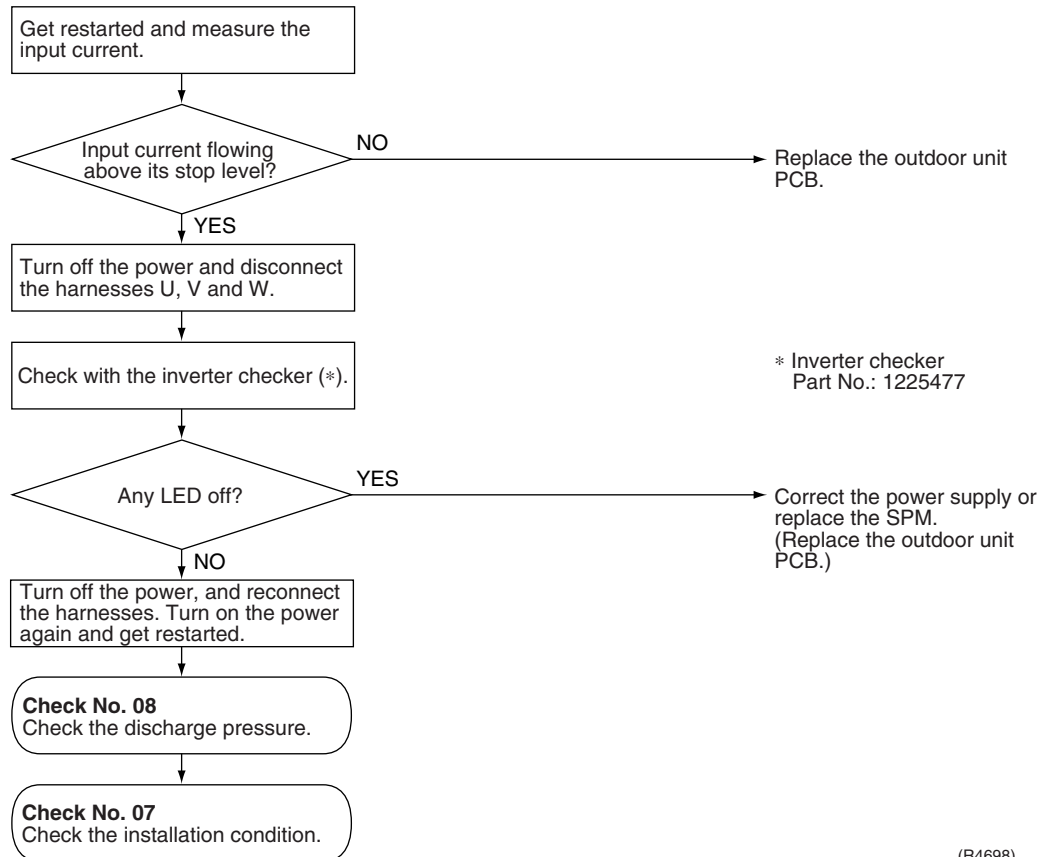 Get restarted and measure the
input current.
Input current flowing
above its stop level?
NO
Replace the outdoor unit
PCB.
YES
Turn off the power and disconnect
the harnesses U, V and W.
Check with the inverter checker (*).
* Inverter checker
Part No.: 1225477
Any LED off?
YES
Correct the power supply or
replace the SPM.
(Replace the outdoor unit
PCB.)
NO
Turn off the power, and reconnect
the harnesses. Turn on the power
again and get restarted.
Check No. 08
Check the discharge pressure.
Check No. 07
Check the installation condition.
(R4698)